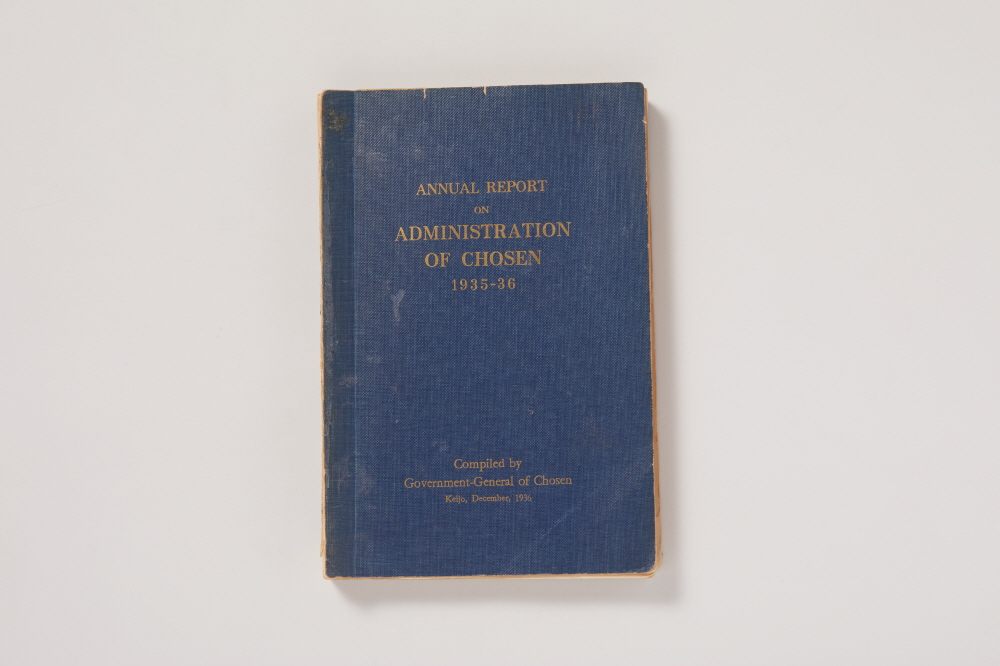 ANNUAL REPORT
ON
ADMINISTRATION
OF CHOSEN
1935-36
Compiled by
Government-General of Chosen
Keijo, December, 1936